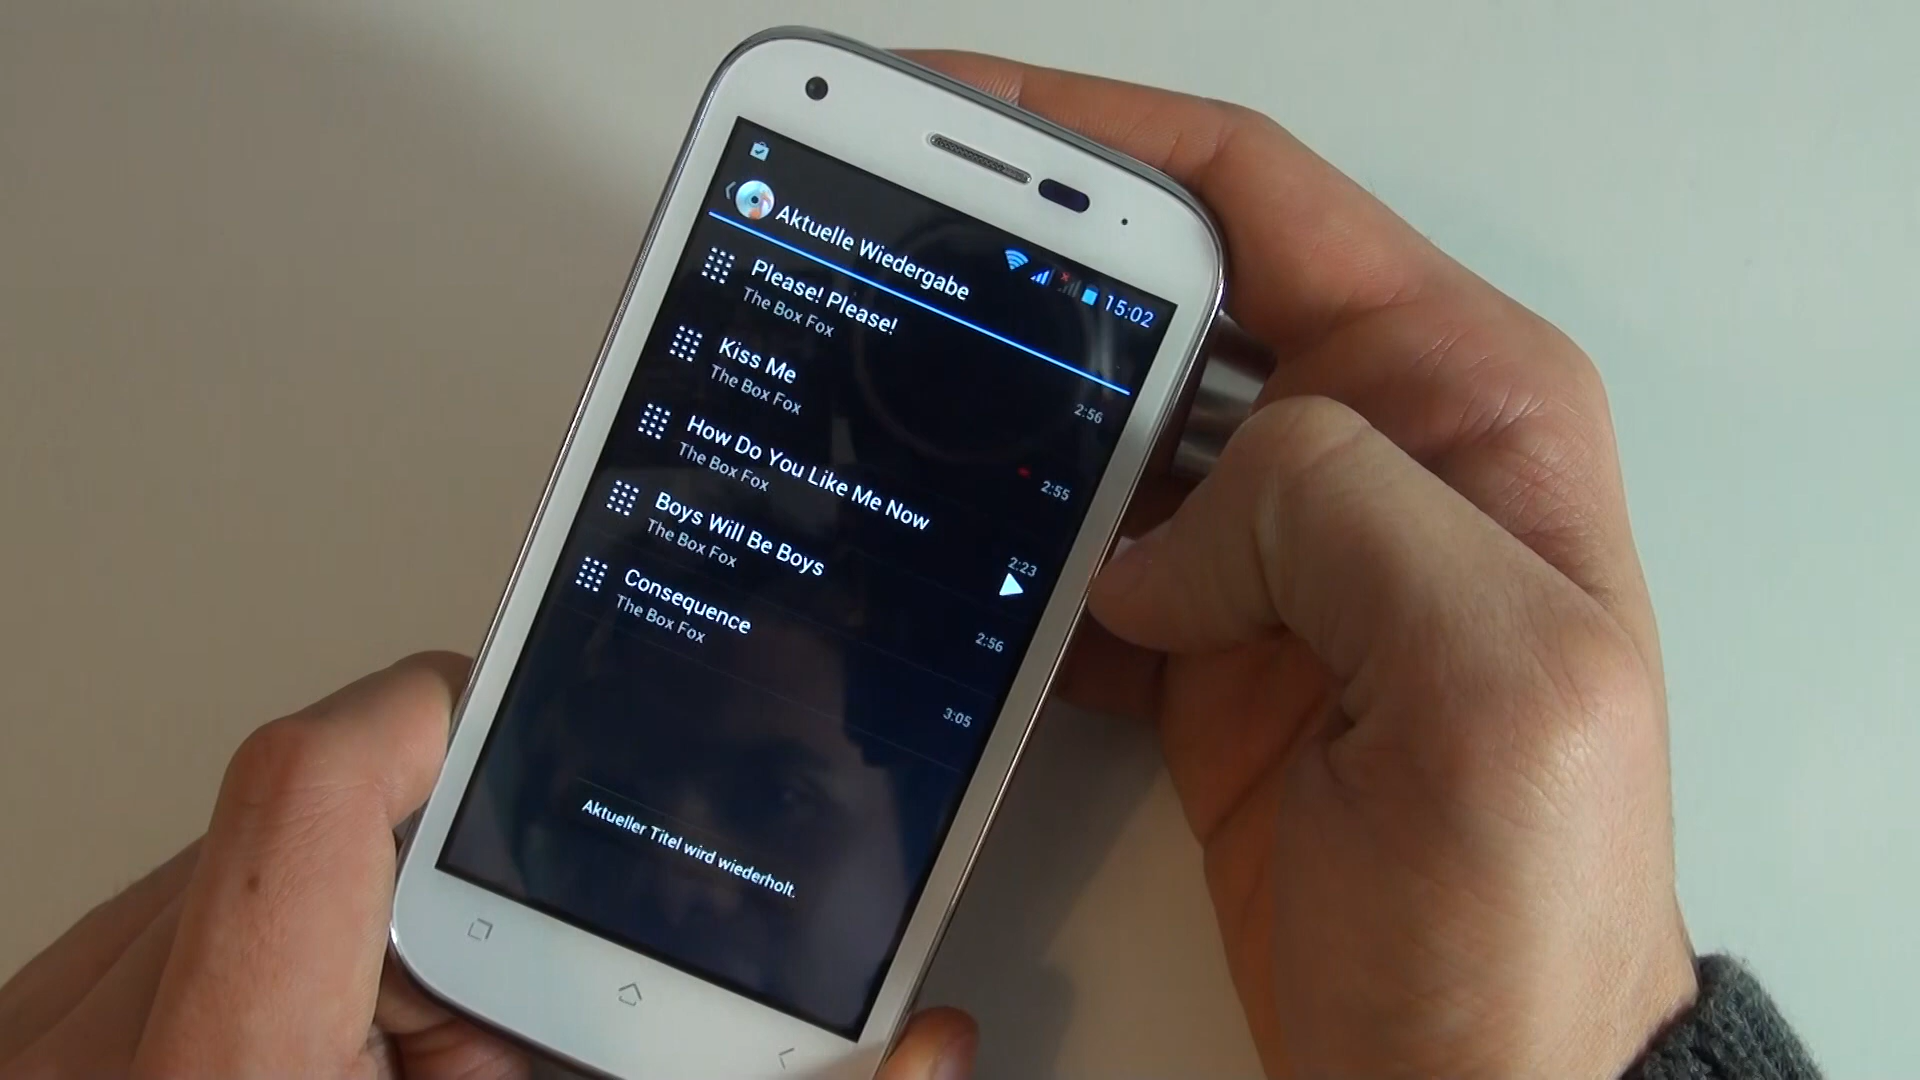 15:02
Aktuelle Wiedergabe
Please! Please!
The Box Fox
2:56
Kiss Me
The Box Fox
2:55
How Do You Like Me Now
The Box Fox
2:23
Boys Will Be Boys
The Box Fox
2:56
Consequence
The Box Fox
3:05
Aktueller Titel wird wiederholt.